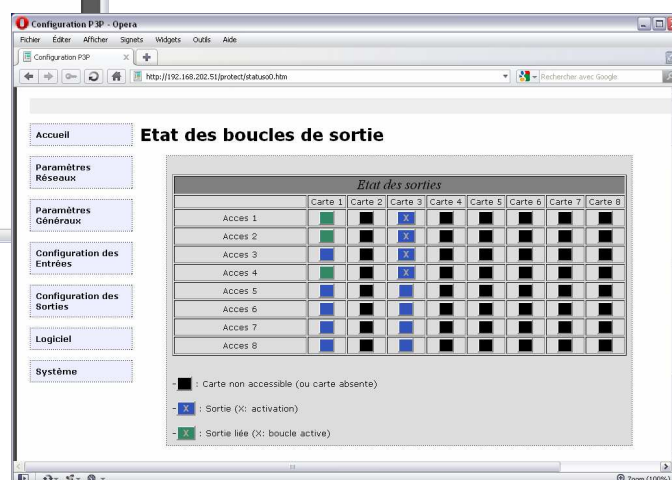 Configuration P3P - Opera
Fichier Éditer Afficher Signets Widgets Outils Aide
Configuration P3P
http://192.168.202.51/protect/statuso0.htm
Rechercher avec Google
Accueil
Etat des boucles de sortie
Paramètres
Réseaux
Paramètres
Généraux
Configuration des
Entrées
Configuration des
Sorties
Logiciel
Système
Etat des sorties
Carte 1 Carte 2 Carte 3 Carte 4 Carte 5 Carte 6 Carte 7 Carte 8
Acces 1 X
Acces 2 X
Acces 3 X
Acces 4 X
Acces 5
Acces 6
Acces 7
Acces 8
- : Carte non accessible (ou carte absente)
- X : Sortie (X: activation)
- X : Sortie liée (X: boucle active)
Zoom (100%)